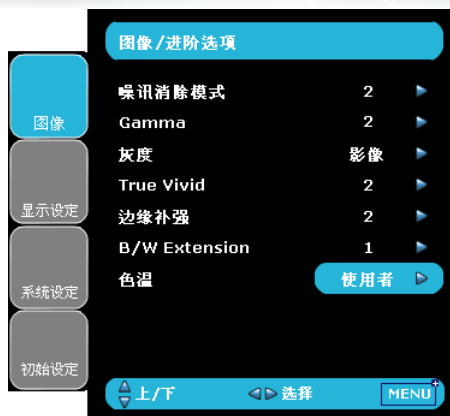 图像/进阶选项
图像
显示设定
系统设定
初始设定
噪讯消除模式 2
Gamma 2
灰度 影像
True Vivid 2
边缘补强 2
B/W Extension 1
色温 使用者
上/下 选择 MENU